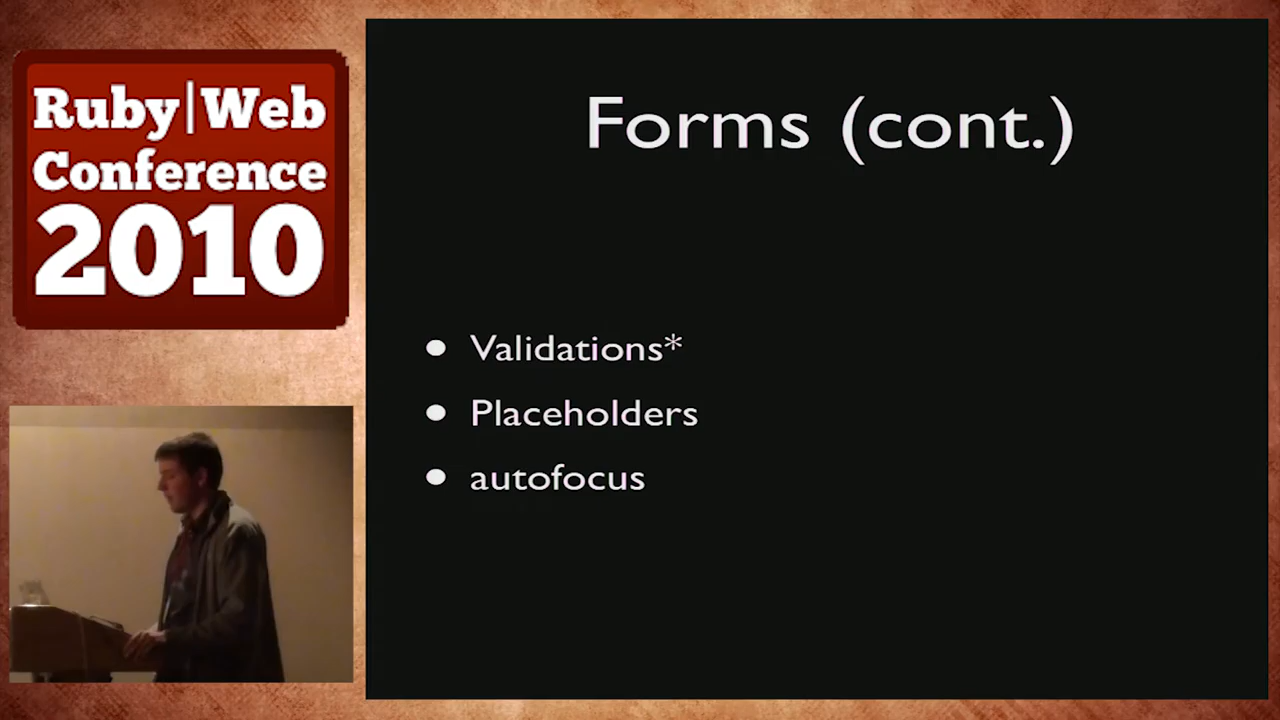 Ruby|Web
Conference
2010
Forms (cont.)
• Validations*
• Placeholders
• autofocus